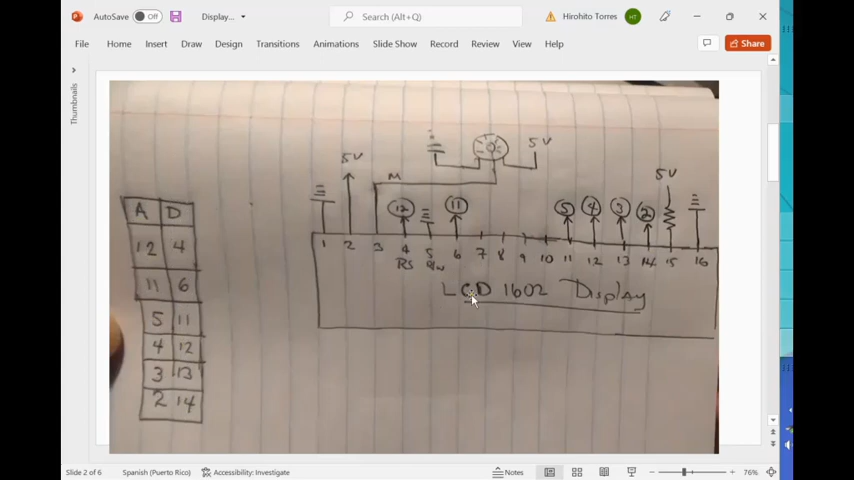 AutoSave Off Display... Search (Alt+Q) Hirohito Torres HT
File Home Insert Draw Design Transitions Animations Slide Show Record Review View Help Share
Thumbnails
5V
M
5V
5V
12 11 5 4 3 2
1 2 3 4 5 6 7 8 9 10 11 12 13 14 15 16
RS R/W
LCD 1602 Display
A D
12 4
11 6
5 11
4 12
3 13
2 14
Slide 2 of 6 Spanish (Puerto Rico) Accessibility: Investigate Notes 76%